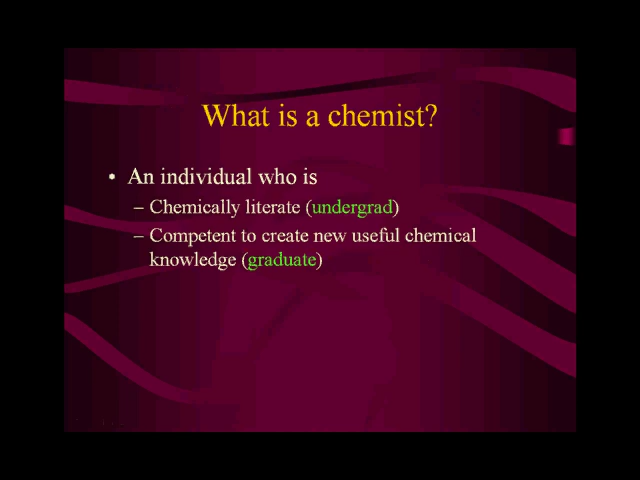 What is a chemist?
• An individual who is
– Chemically literate (undergrad)
– Competent to create new useful chemical
knowledge (graduate)